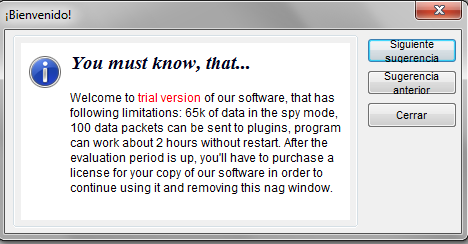 ¡Bienvenido!
You must know, that...
Welcome to trial version of our software, that has
following limitations: 65k of data in the spy mode,
100 data packets can be sent to plugins, program
can work about 2 hours without restart. After the
evaluation period is up, you'll have to purchase a
license for your copy of our software in order to
continue using it and removing this nag window.
Siguiente
sugerencia
Sugerencia
anterior
Cerrar